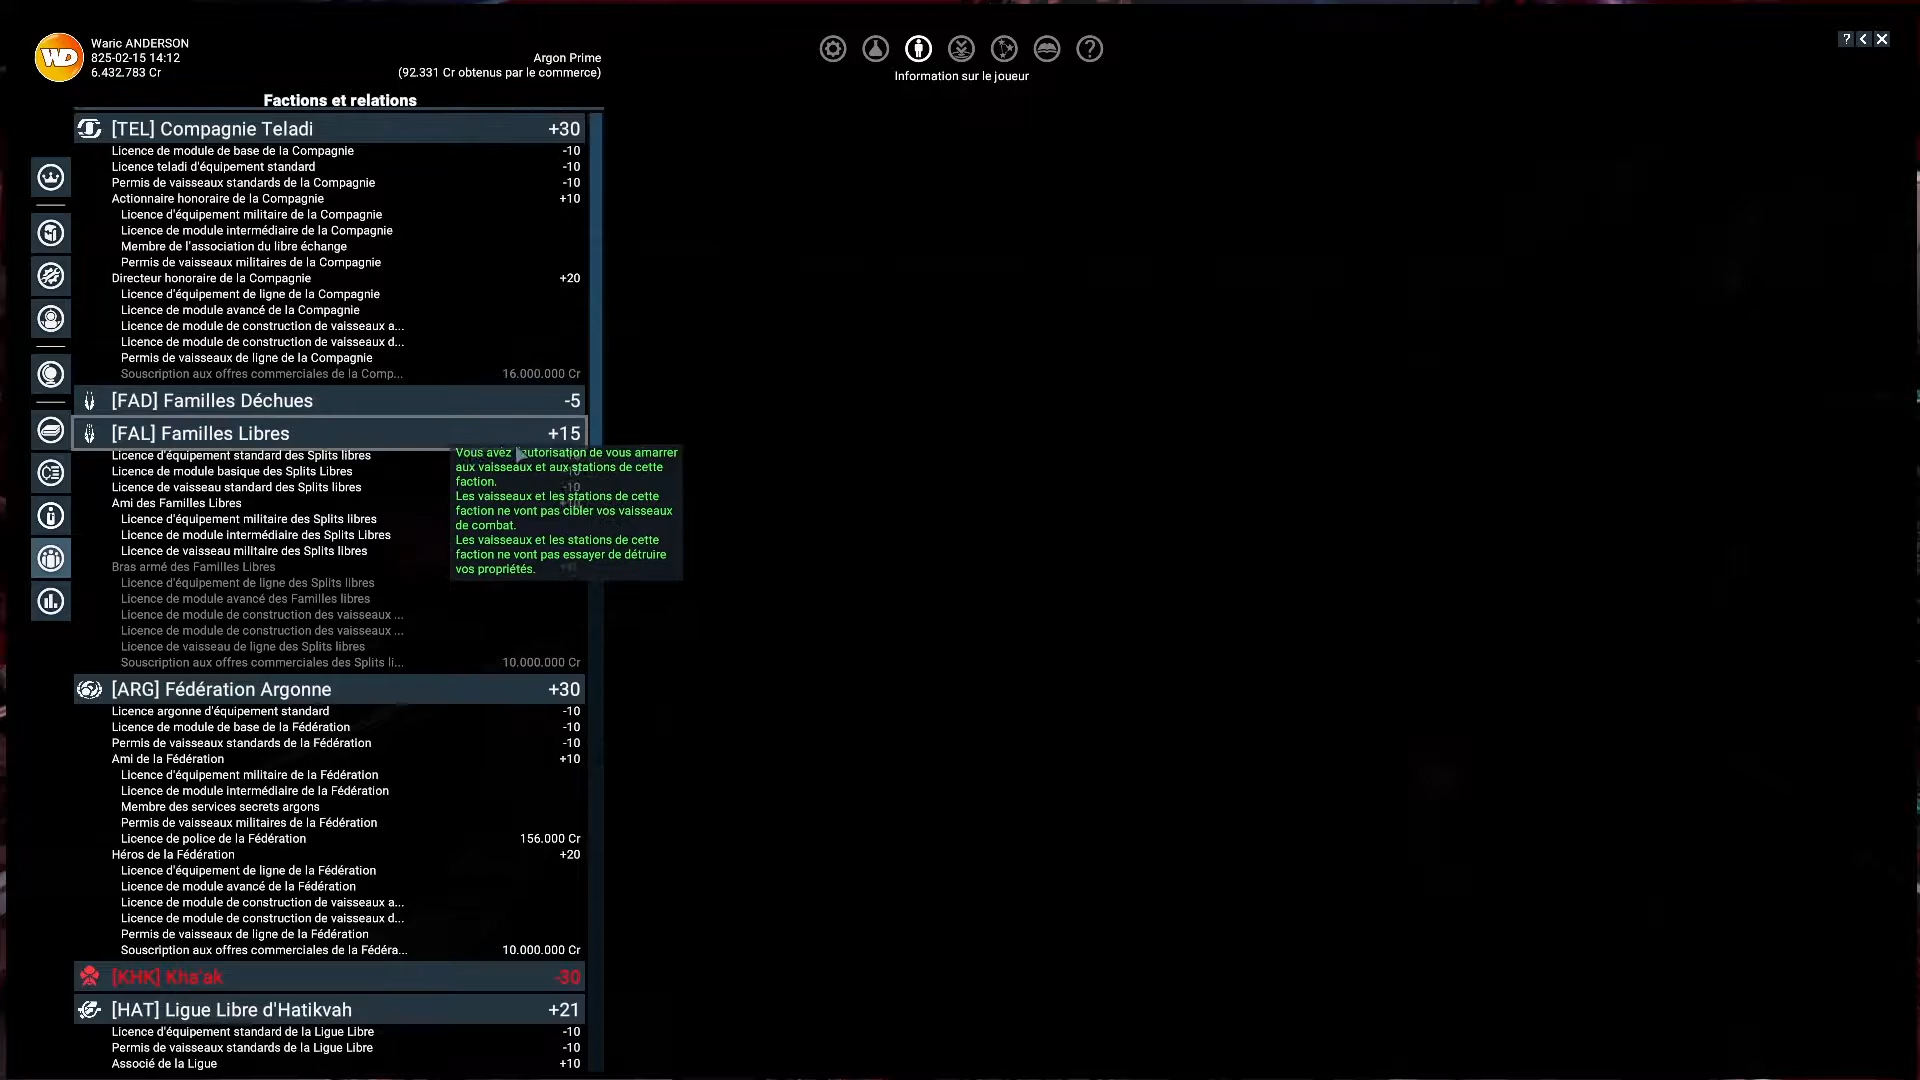 WD
Waric ANDERSON
825-02-15 14:12
6.432.783 Cr
Argon Prime
(92.331 Cr obtenus par le commerce)
Information sur le joueur
?
? < X
Factions et relations
[TEL] Compagnie Teladi +30
Licence de module de base de la Compagnie -10
Licence teladi d'équipement standard -10
Permis de vaisseaux standards de la Compagnie -10
Actionnaire honoraire de la Compagnie +10
Licence d'équipement militaire de la Compagnie
Licence de module intermédiaire de la Compagnie
Membre de l'association du libre échange
Permis de vaisseaux militaires de la Compagnie
Directeur honoraire de la Compagnie +20
Licence d'équipement de ligne de la Compagnie
Licence de module avancé de la Compagnie
Licence de module de construction de vaisseaux a...
Licence de module de construction de vaisseaux d...
Permis de vaisseaux de ligne de la Compagnie
Souscription aux offres commerciales de la Comp... 16.000.000 Cr
[FAD] Familles Déchues -5
[FAL] Familles Libres +15
Licence d'équipement standard des Splits libres
Licence de module basique des Splits Libres
Licence de vaisseau standard des Splits libres -10
Ami des Familles Libres
Licence d'équipement militaire des Splits libres
Licence de module intermédiaire des Splits Libres
Licence de vaisseau militaire des Splits libres
Bras armé des Familles Libres
Licence d'équipement de ligne des Splits libres
Licence de module avancé des Familles libres
Licence de module de construction des vaisseaux ...
Licence de module de construction des vaisseaux ...
Licence de vaisseau de ligne des Splits libres
Souscription aux offres commerciales des Splits li... 10.000.000 Cr
Vous avez l'autorisation de vous amarrer
aux vaisseaux et aux stations de cette
faction.
Les vaisseaux et les stations de cette
faction ne vont pas cibler vos vaisseaux
de combat.
Les vaisseaux et les stations de cette
faction ne vont pas essayer de détruire
vos propriétés.
[ARG] Fédération Argonne +30
Licence argonne d'équipement standard -10
Licence de module de base de la Fédération -10
Permis de vaisseaux standards de la Fédération -10
Ami de la Fédération +10
Licence d'équipement militaire de la Fédération
Licence de module intermédiaire de la Fédération
Membre des services secrets argons
Permis de vaisseaux militaires de la Fédération
Licence de police de la Fédération 156.000 Cr
Héros de la Fédération +20
Licence d'équipement de ligne de la Fédération
Licence de module avancé de la Fédération
Licence de module de construction de vaisseaux a...
Licence de module de construction de vaisseaux d...
Permis de vaisseaux de ligne de la Fédération
Souscription aux offres commerciales de la Fédéra... 10.000.000 Cr
[KHK] Kha'ak -30
[HAT] Ligue Libre d'Hatikvah +21
Licence d'équipement standard de la Ligue Libre -10
Permis de vaisseaux standards de la Ligue Libre -10
Associé de la Ligue +10